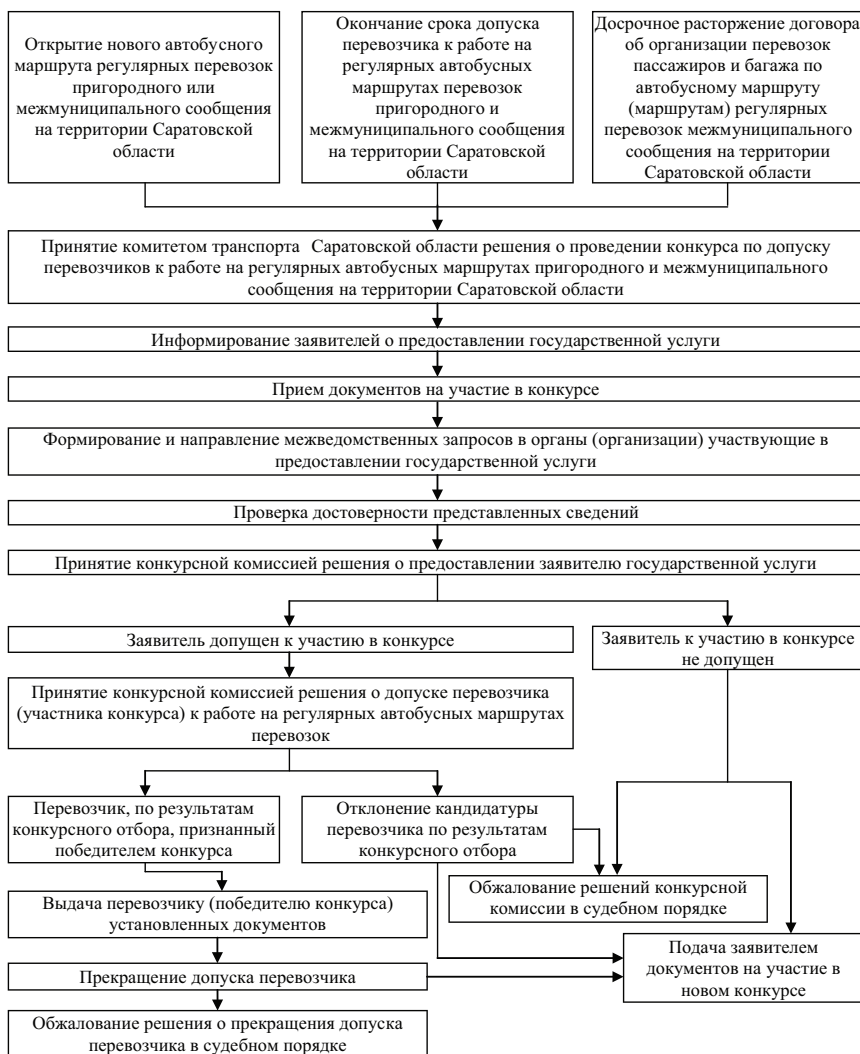 Открытие нового автобусного
маршрута регулярных перевозок
пригородного или
межмуниципального сообщения
на территории Саратовской
области
Окончание срока допуска
перевозчика к работе на
регулярных автобусных
маршрутах перевозок
пригородного и
межмуниципального сообщения
на территории Саратовской
области
Досрочное расторжение договора
об организации перевозок
пассажиров и багажа по
автобусному маршруту
(маршрутам) регулярных
перевозок межмуниципального
сообщения на территории
Саратовской области
Принятие комитетом транспорта Саратовской области решения о проведении конкурса по допуску
перевозчиков к работе на регулярных автобусных маршрутах пригородного и межмуниципального
сообщения на территории Саратовской области
Информирование заявителей о предоставлении государственной услуги
Прием документов на участие в конкурсе
Формирование и направление межведомственных запросов в органы (организации) участвующие в
предоставлении государственной услуги
Проверка достоверности представленных сведений
Принятие конкурсной комиссией решения о предоставлении заявителю государственной услуги
Заявитель допущен к участию в конкурсе
Заявитель к участию в конкурсе
не допущен
Принятие конкурсной комиссией решения о допуске перевозчика
(участника конкурса) к работе на регулярных автобусных маршрутах
перевозок
Перевозчик, по результатам
конкурсного отбора, признанный
победителем конкурса
Отклонение кандидатуры
перевозчика по результатам
конкурсного отбора
Обжалование решений конкурсной
комиссии в судебном порядке
Выдача перевозчику (победителю конкурса)
установленных документов
Подача заявителем
документов на участие в
новом конкурсе
Прекращение допуска перевозчика
Обжалование решения о прекращения допуска
перевозчика в судебном порядке